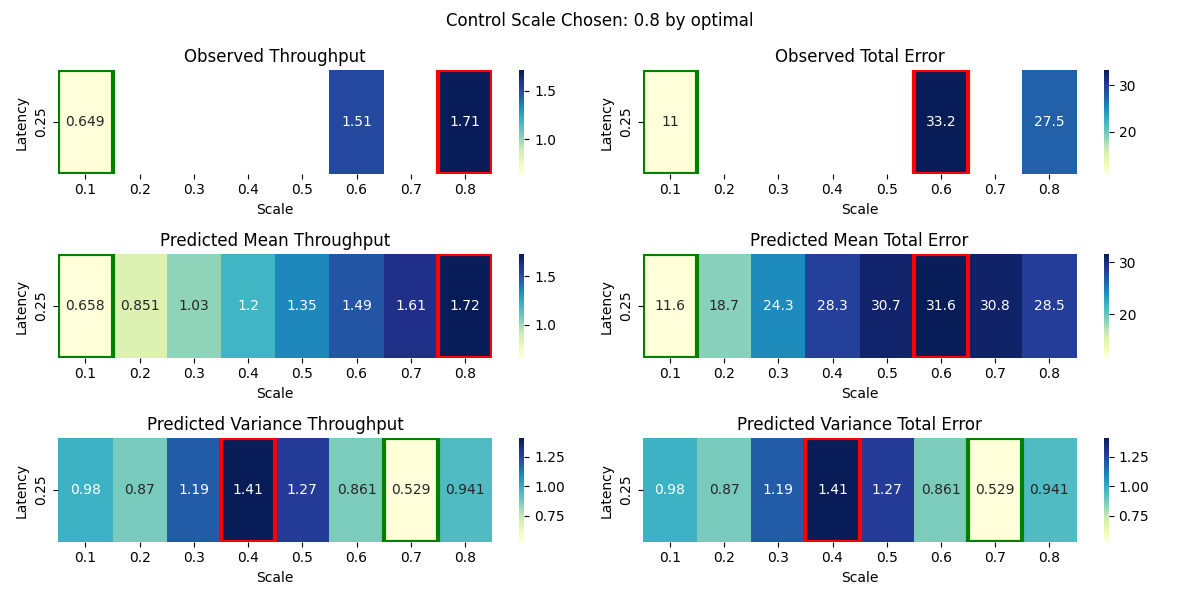 Control Scale Chosen: 0.8 by optimal
Observed Throughput
Latency
0.25
0.649
1.51
1.71
0.1 0.2 0.3 0.4 0.5 0.6 0.7 0.8
Scale
1.5
1.0
Observed Total Error
Latency
0.25
11
33.2
27.5
0.1 0.2 0.3 0.4 0.5 0.6 0.7 0.8
Scale
30
20
Predicted Mean Throughput
Latency
0.25
0.658 0.851 1.03 1.2 1.35 1.49 1.61 1.72
0.1 0.2 0.3 0.4 0.5 0.6 0.7 0.8
Scale
1.5
1.0
Predicted Mean Total Error
Latency
0.25
11.6 18.7 24.3 28.3 30.7 31.6 30.8 28.5
0.1 0.2 0.3 0.4 0.5 0.6 0.7 0.8
Scale
30
20
Predicted Variance Throughput
Latency
0.25
0.98 0.87 1.19 1.41 1.27 0.861 0.529 0.941
0.1 0.2 0.3 0.4 0.5 0.6 0.7 0.8
Scale
1.25
1.00
0.75
Predicted Variance Total Error
Latency
0.25
0.98 0.87 1.19 1.41 1.27 0.861 0.529 0.941
0.1 0.2 0.3 0.4 0.5 0.6 0.7 0.8
Scale
1.25
1.00
0.75